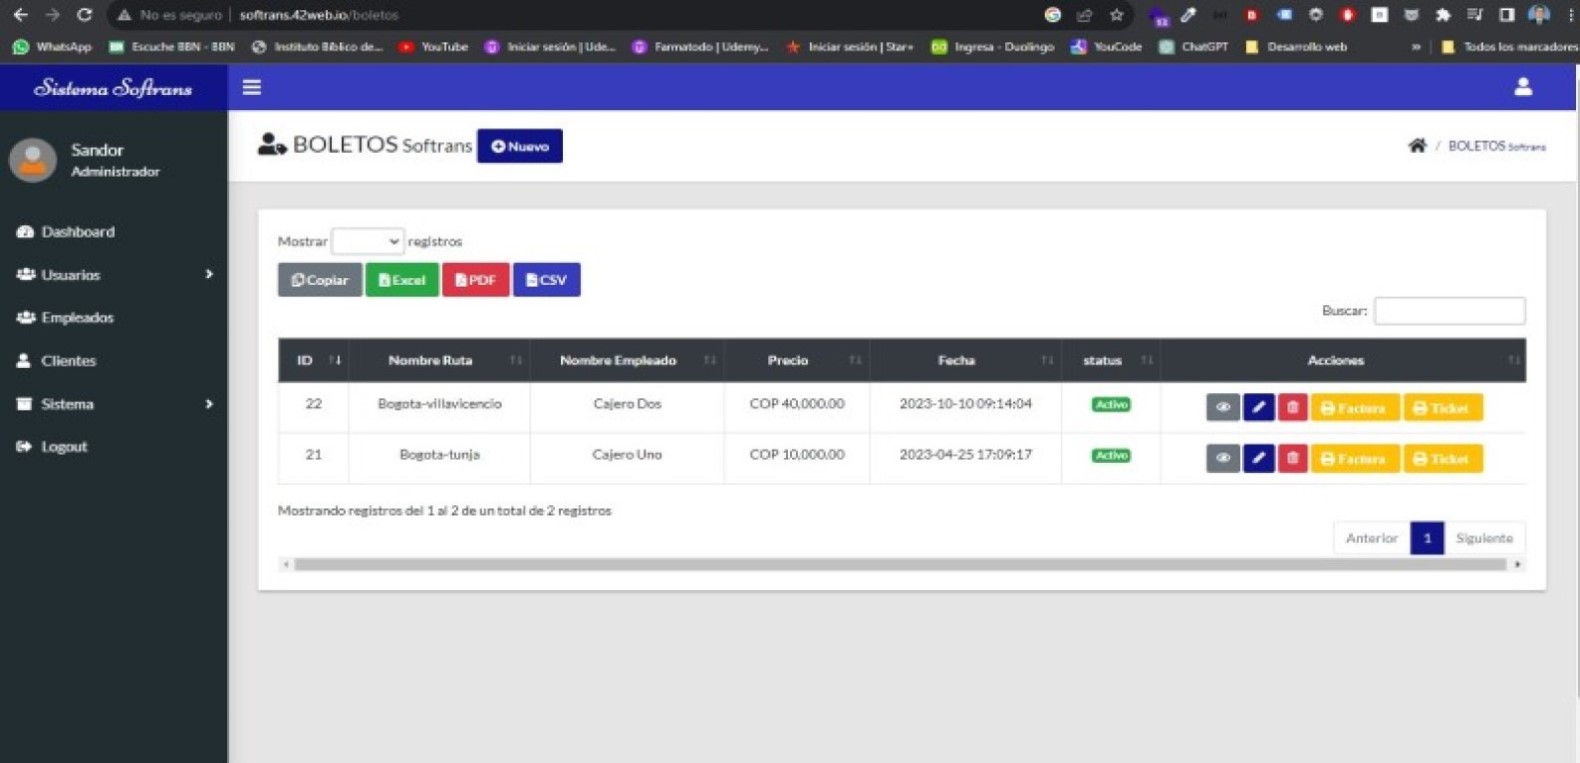 No es seguro softrans.42web.io/boletos
WhatsApp Escuche BBN - BBN Instituto Bíblico de... YouTube Iniciar sesión | Ude... Farmatodo | Udemy... Iniciar sesión | Star+ Ingresa - Duolingo YouCode ChatGPT Desarrollo web » Todos los marcadores
Sistema Softrans
Sandor
Administrador
Dashboard
Usuarios
Empleados
Clientes
Sistema
Logout
BOLETOS Softrans Nuevo
/ BOLETOS Softrans
Mostrar registros
Copiar Excel PDF CSV
Buscar:
ID Nombre Ruta Nombre Empleado Precio Fecha status Acciones
22 Bogota-villavicencio Cajero Dos COP 40,000.00 2023-10-10 09:14:04 Activo Factura Ticket
21 Bogota-tunja Cajero Uno COP 10,000.00 2023-04-25 17:09:17 Activo Factura Ticket
Mostrando registros del 1 al 2 de un total de 2 registros
Anterior 1 Siguiente